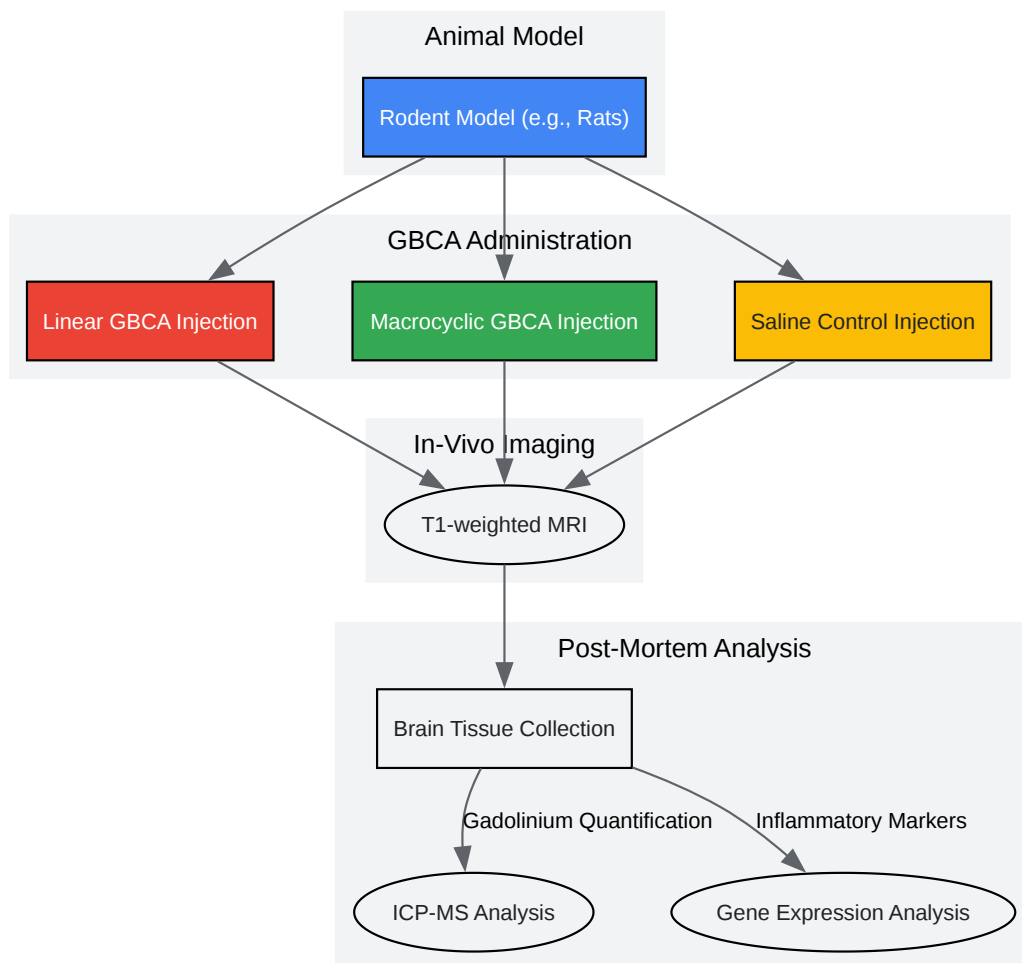 Animal Model
Rodent Model (e.g., Rats)
GBCA Administration
Linear GBCA Injection
Macrocyclic GBCA Injection
Saline Control Injection
In-Vivo Imaging
T1-weighted MRI
Post-Mortem Analysis
Brain Tissue Collection
Gadolinium Quantification
Inflammatory Markers
ICP-MS Analysis
Gene Expression Analysis